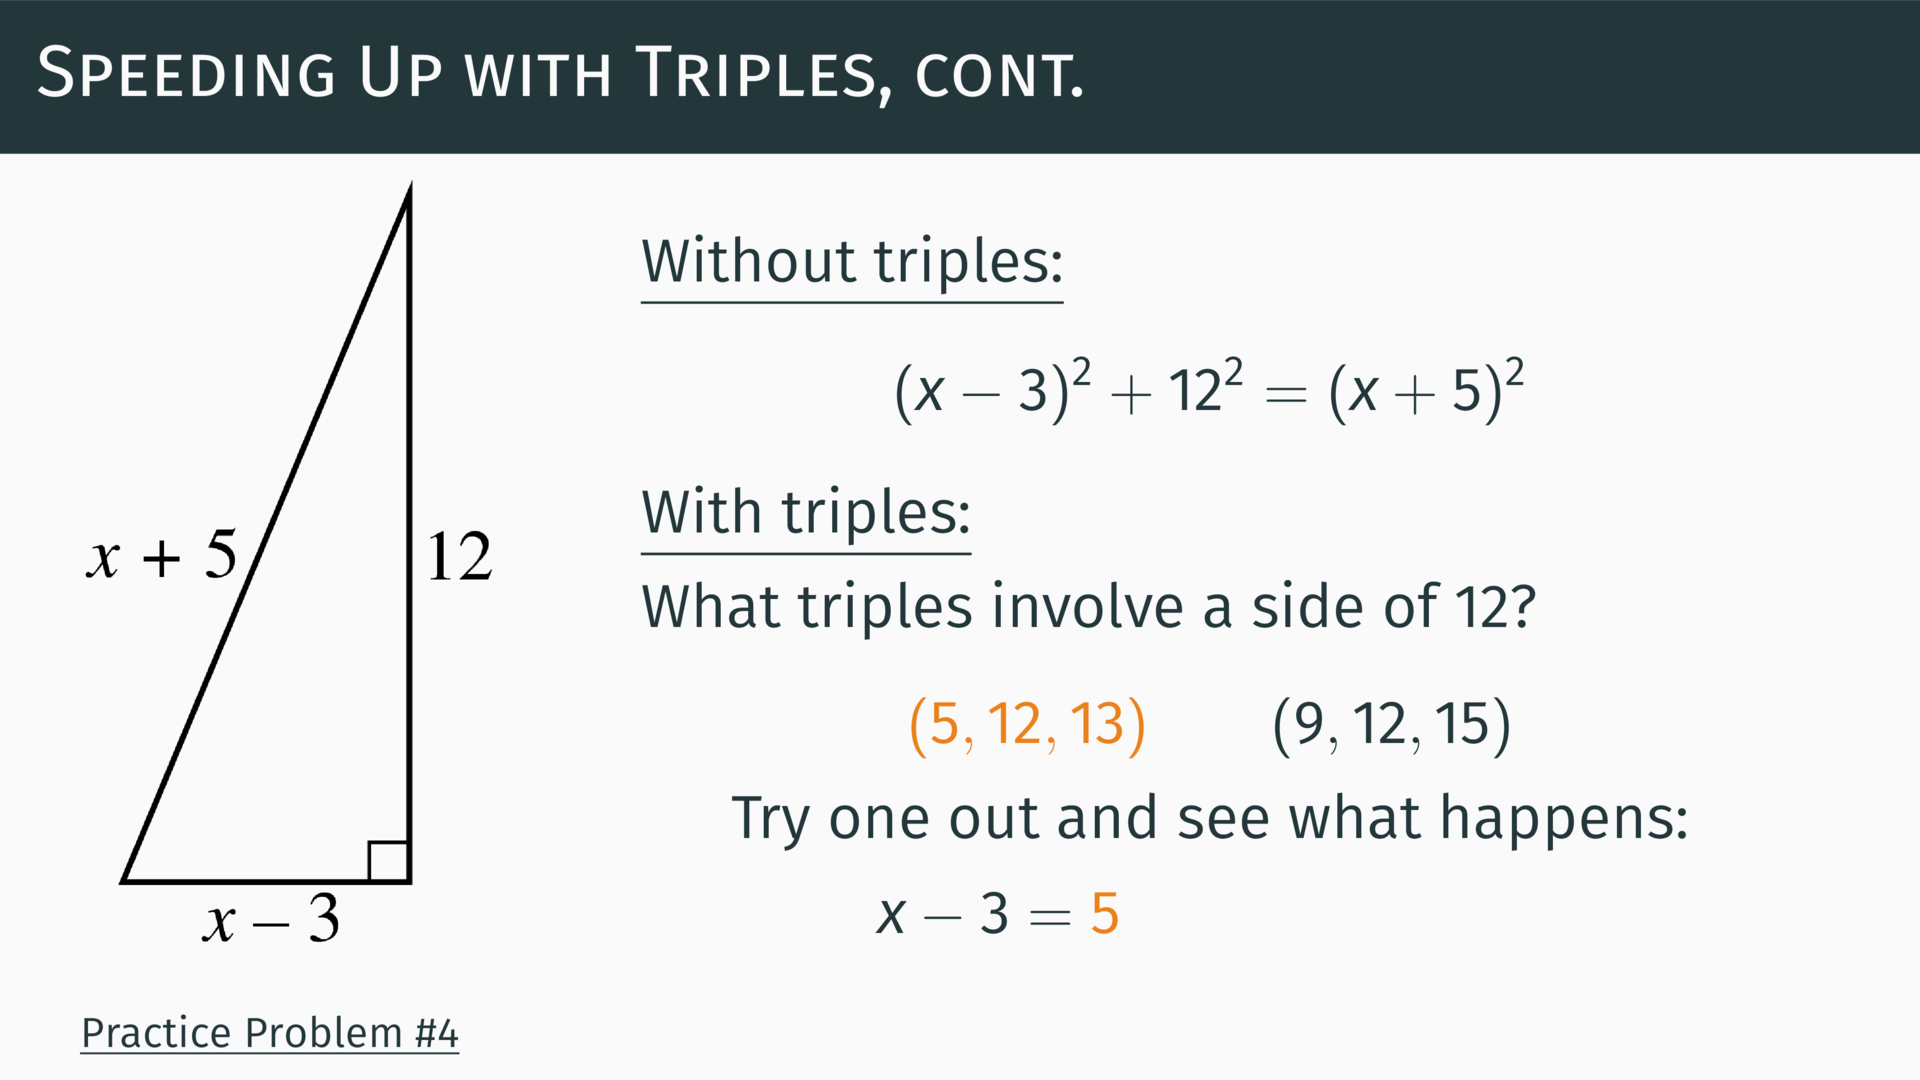 Speeding Up with Triples, cont.
Without triples:
(x − 3)² + 12² = (x + 5)²
With triples:
What triples involve a side of 12?
(5, 12, 13) (9, 12, 15)
Try one out and see what happens:
x − 3 = 5
x + 5
12
x – 3
Practice Problem #4